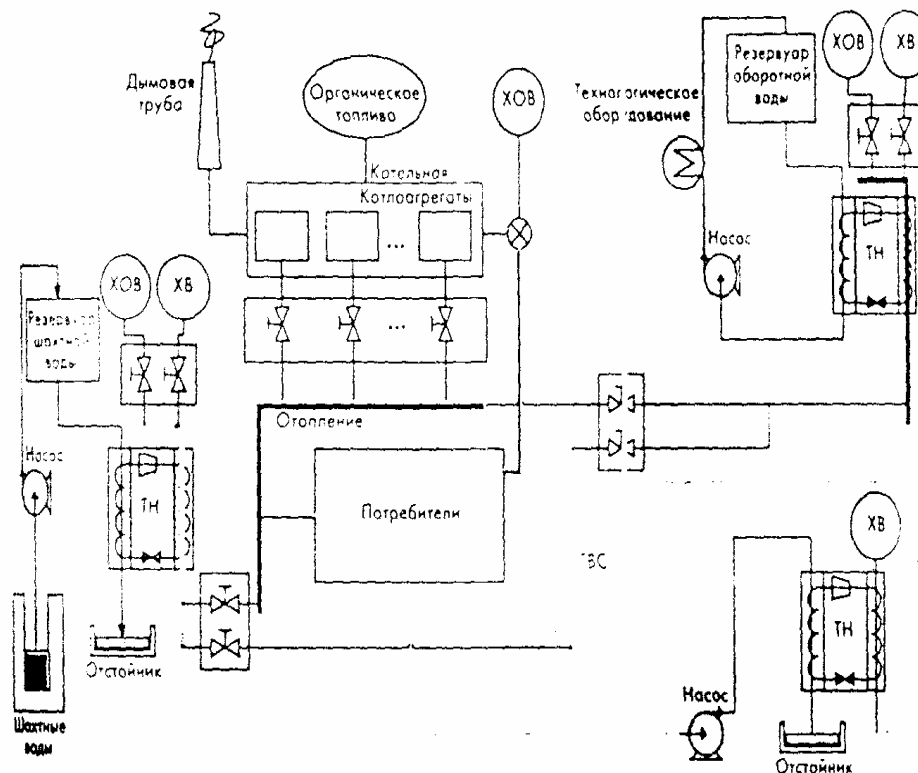 Дымовая
труба
Органическое
топливо
ХОВ
Технологическое
оборудование
Резервуар
оборотной
воды
ХОВ
ХВ
Котельная
Котлоагрегаты
...
Насос
ТН
ХОВ
ХВ
Резервуар
шахтной
воды
...
Отопление
Насос
ТН
Потребители
ХВ
ГВС
ТН
Отстойник
Насос
Шахтные
воды
Отстойник